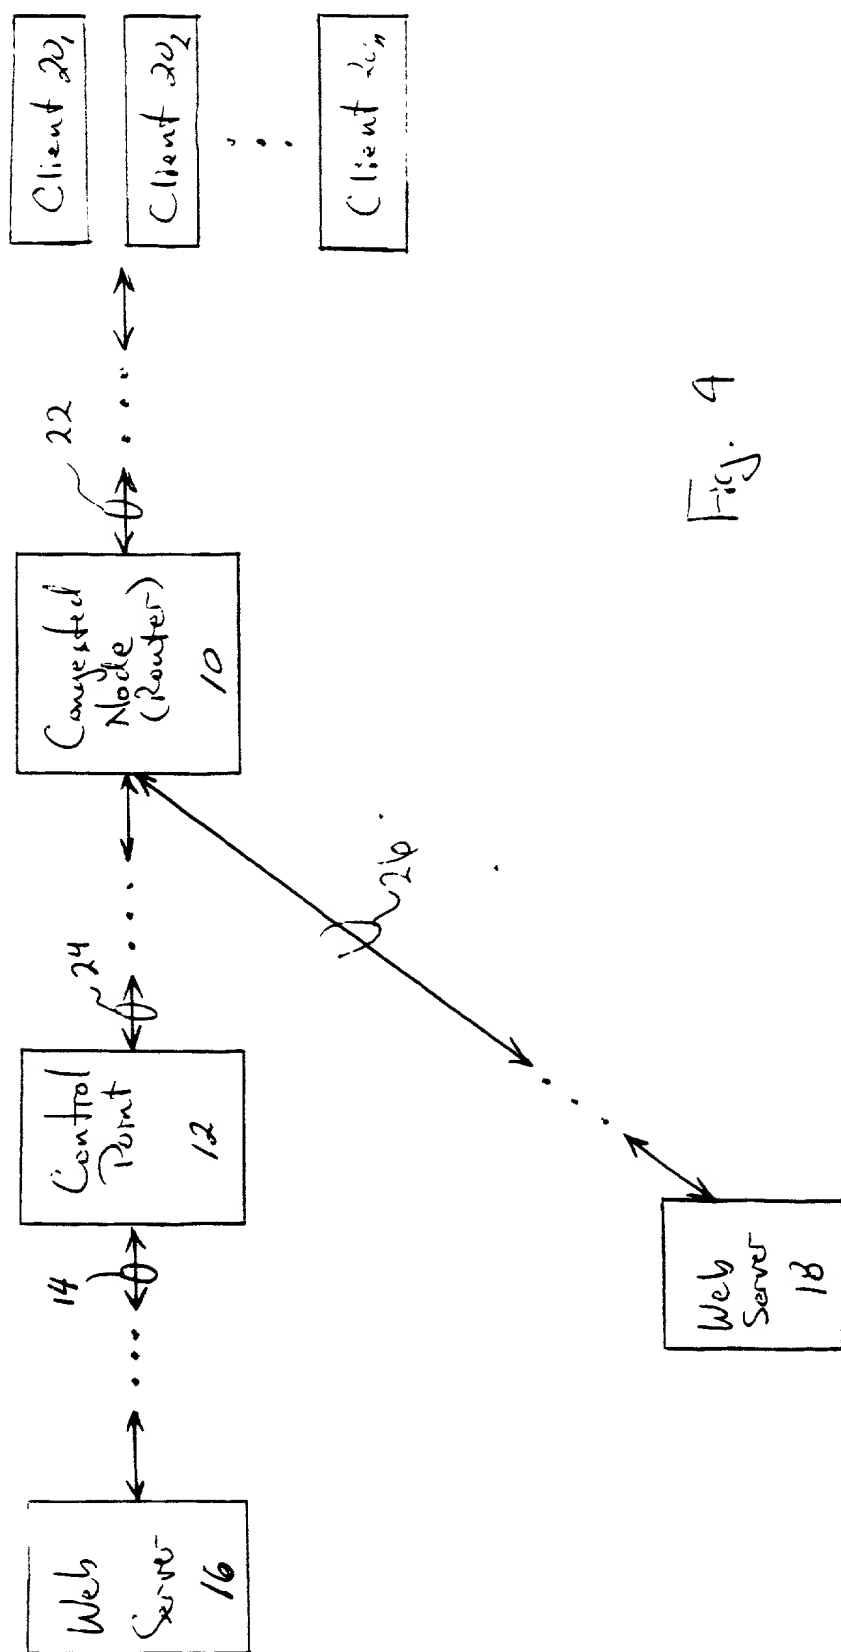 Web
Server
16
14
Control
Point
12
24
Congested
Node
(Router)
10
22
Client 20₁
Client 20₂
Client 20ₙ
26
Web
Server
18
Fig. 4